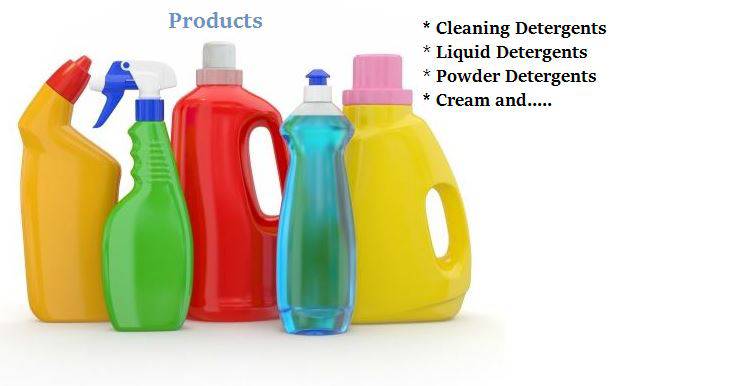 Products
* Cleaning Detergents
* Liquid Detergents
* Powder Detergents
* Cream and.....